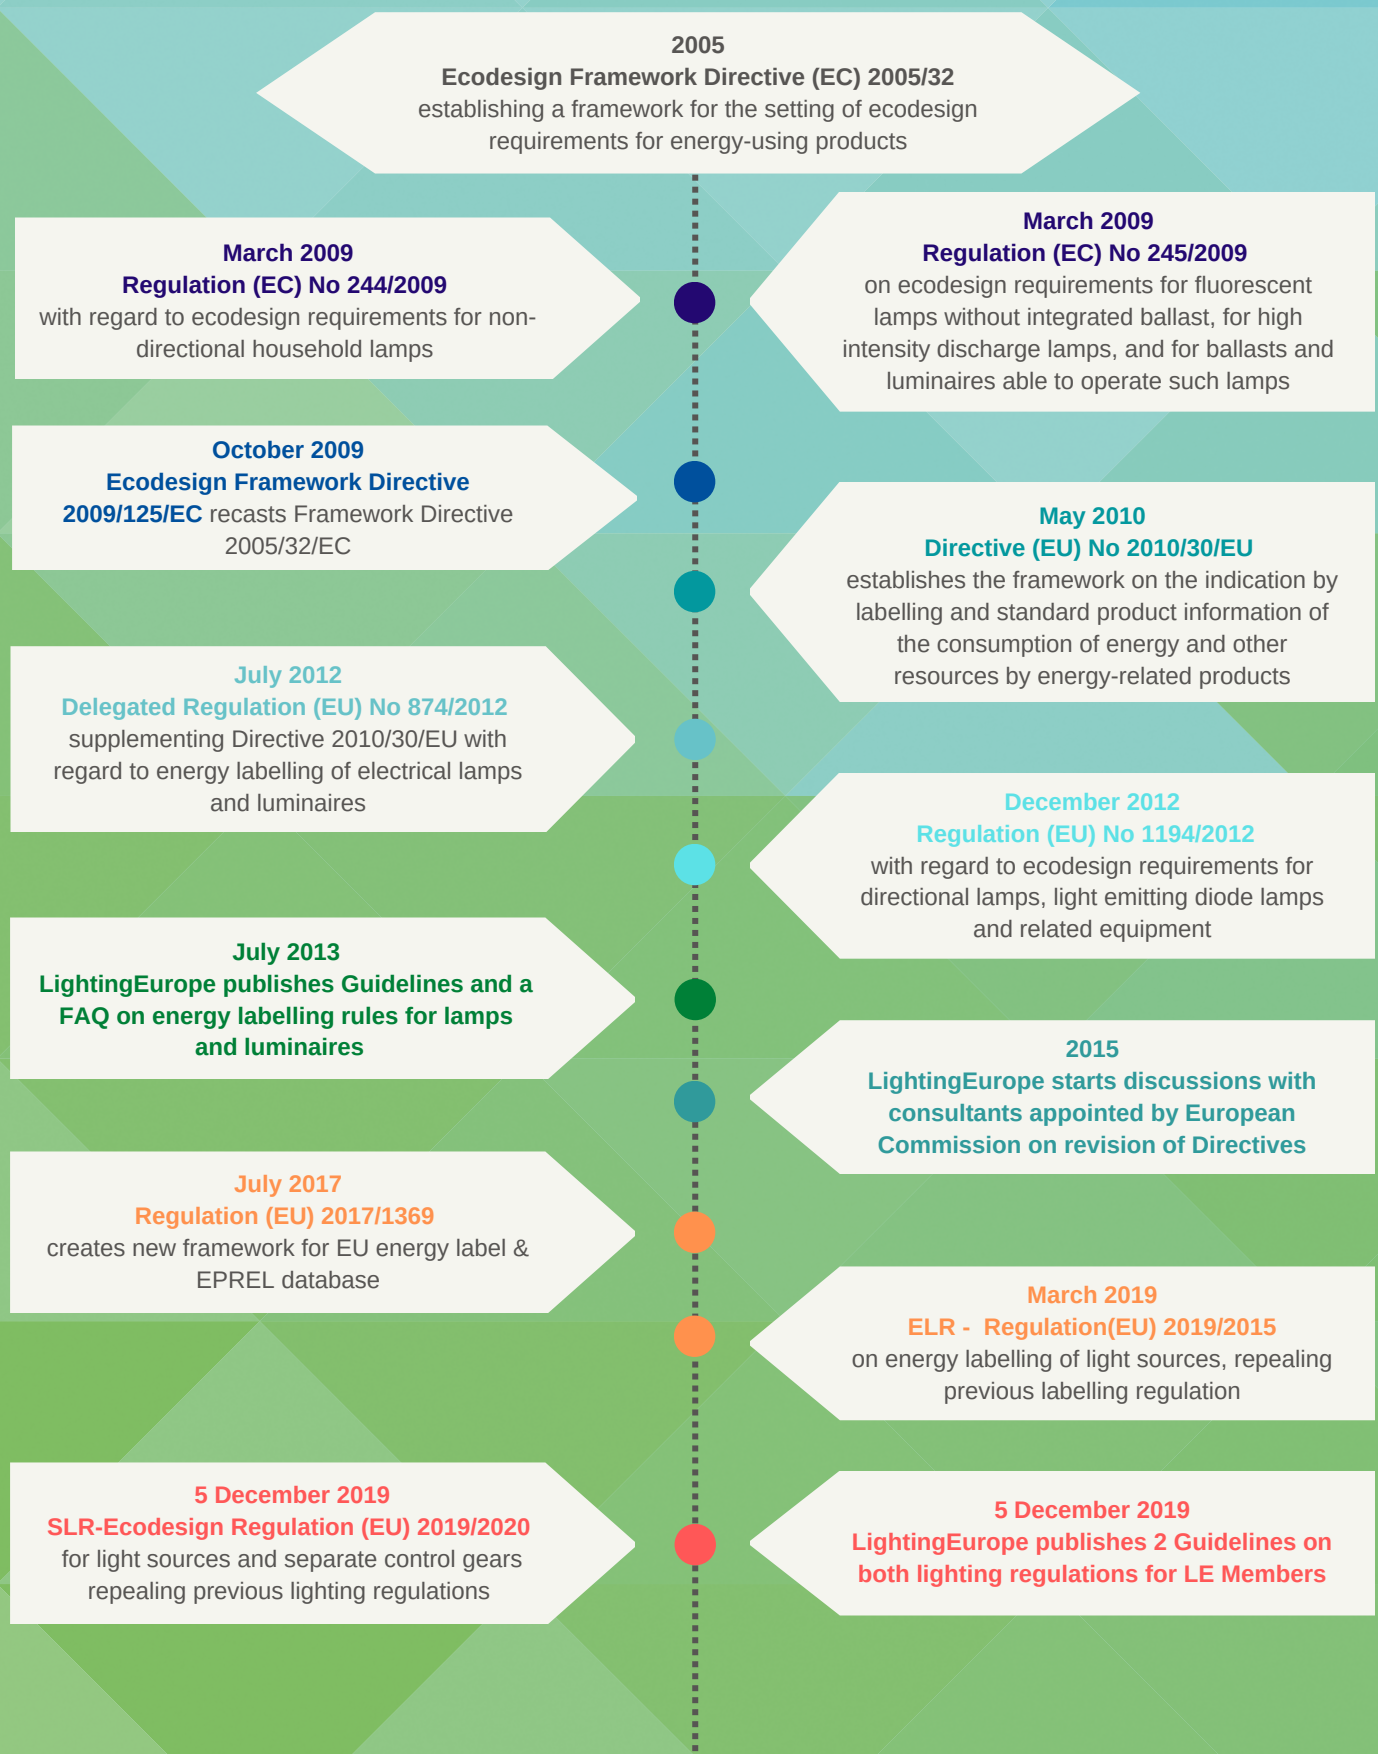 2005
Ecodesign Framework Directive (EC) 2005/32
establishing a framework for the setting of ecodesign
requirements for energy-using products
March 2009
Regulation (EC) No 244/2009
with regard to ecodesign requirements for non-
directional household lamps
March 2009
Regulation (EC) No 245/2009
on ecodesign requirements for fluorescent
lamps without integrated ballast, for high
intensity discharge lamps, and for ballasts and
luminaires able to operate such lamps
October 2009
Ecodesign Framework Directive
2009/125/EC recasts Framework Directive
2005/32/EC
May 2010
Directive (EU) No 2010/30/EU
establishes the framework on the indication by
labelling and standard product information of
the consumption of energy and other
resources by energy-related products
July 2012
Delegated Regulation (EU) No 874/2012
supplementing Directive 2010/30/EU with
regard to energy labelling of electrical lamps
and luminaires
December 2012
Regulation (EU) No 1194/2012
with regard to ecodesign requirements for
directional lamps, light emitting diode lamps
and related equipment
July 2013
LightingEurope publishes Guidelines and a
FAQ on energy labelling rules for lamps
and luminaires
2015
LightingEurope starts discussions with
consultants appointed by European
Commission on revision of Directives
July 2017
Regulation (EU) 2017/1369
creates new framework for EU energy label &
EPREL database
March 2019
ELR -  Regulation(EU) 2019/2015
on energy labelling of light sources, repealing
previous labelling regulation
5 December 2019
SLR-Ecodesign Regulation (EU) 2019/2020
for light sources and separate control gears
repealing previous lighting regulations
5 December 2019
LightingEurope publishes 2 Guidelines on
both lighting regulations for LE Members